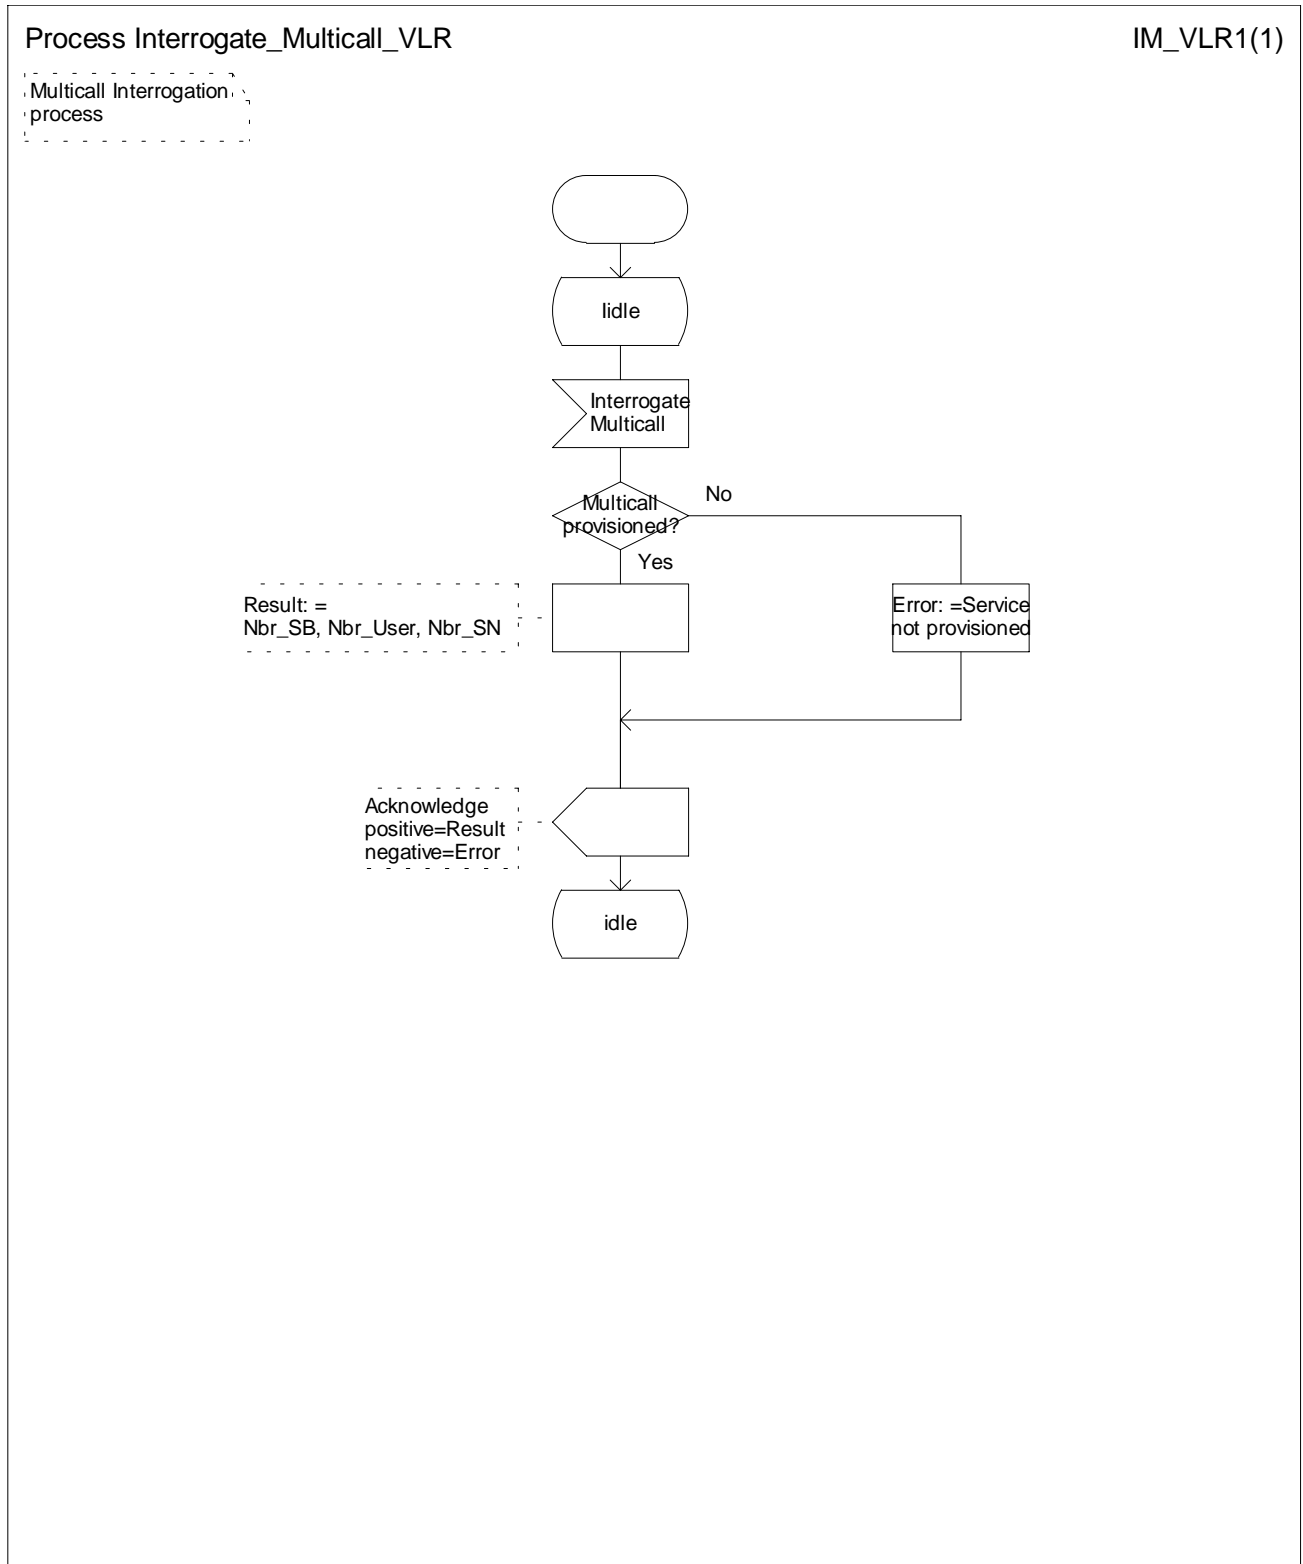 Process Interrogate_Multicall_VLR
IM_VLR1(1)
Multicall Interrogation
process
Iidle
Interrogate
Multicall
Multicall
provisioned?
No
Yes
Result: =
Nbr_SB, Nbr_User, Nbr_SN
Error: =Service
not provisioned
Acknowledge
positive=Result
negative=Error
idle